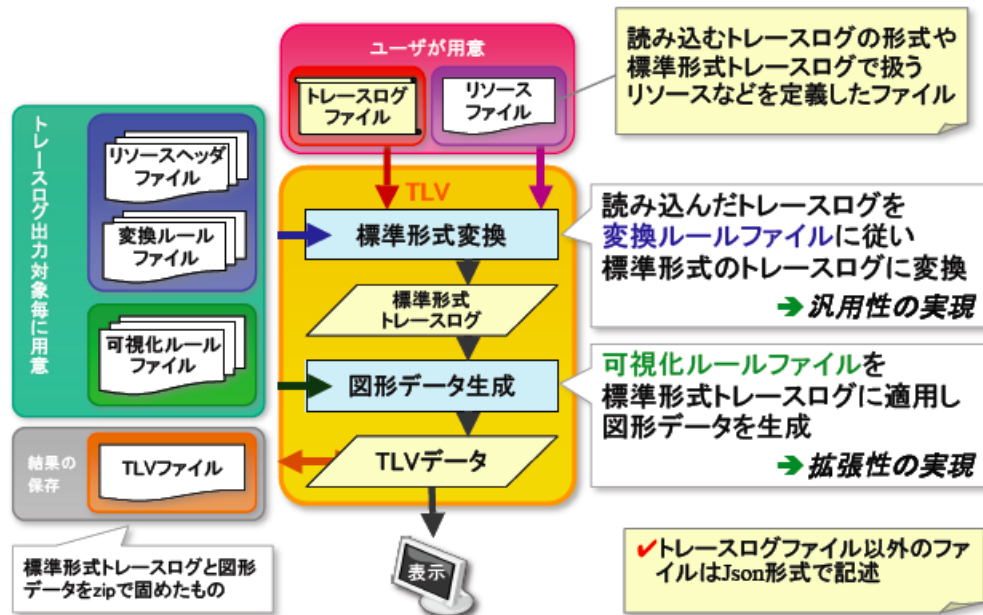 ユーザが用意
トレースログ
ファイル
リソース
ファイル
読み込むトレースログの形式や
標準形式トレースログで扱う
リソースなどを定義したファイル
トレースログ出力対象毎に用意
リソースヘッダ
ファイル
変換ルール
ファイル
可視化ルール
ファイル
TLV
標準形式変換
標準形式
トレースログ
図形データ生成
TLVデータ
読み込んだトレースログを
変換ルールファイルに従い
標準形式のトレースログに変換
➔ 汎用性の実現
可視化ルールファイルを
標準形式トレースログに適用し
図形データを生成
➔ 拡張性の実現
結果の
保存
TLVファイル
標準形式トレースログと図形
データをzipで固めたもの
表示
✔トレースログファイル以外のファ
イルはJson形式で記述